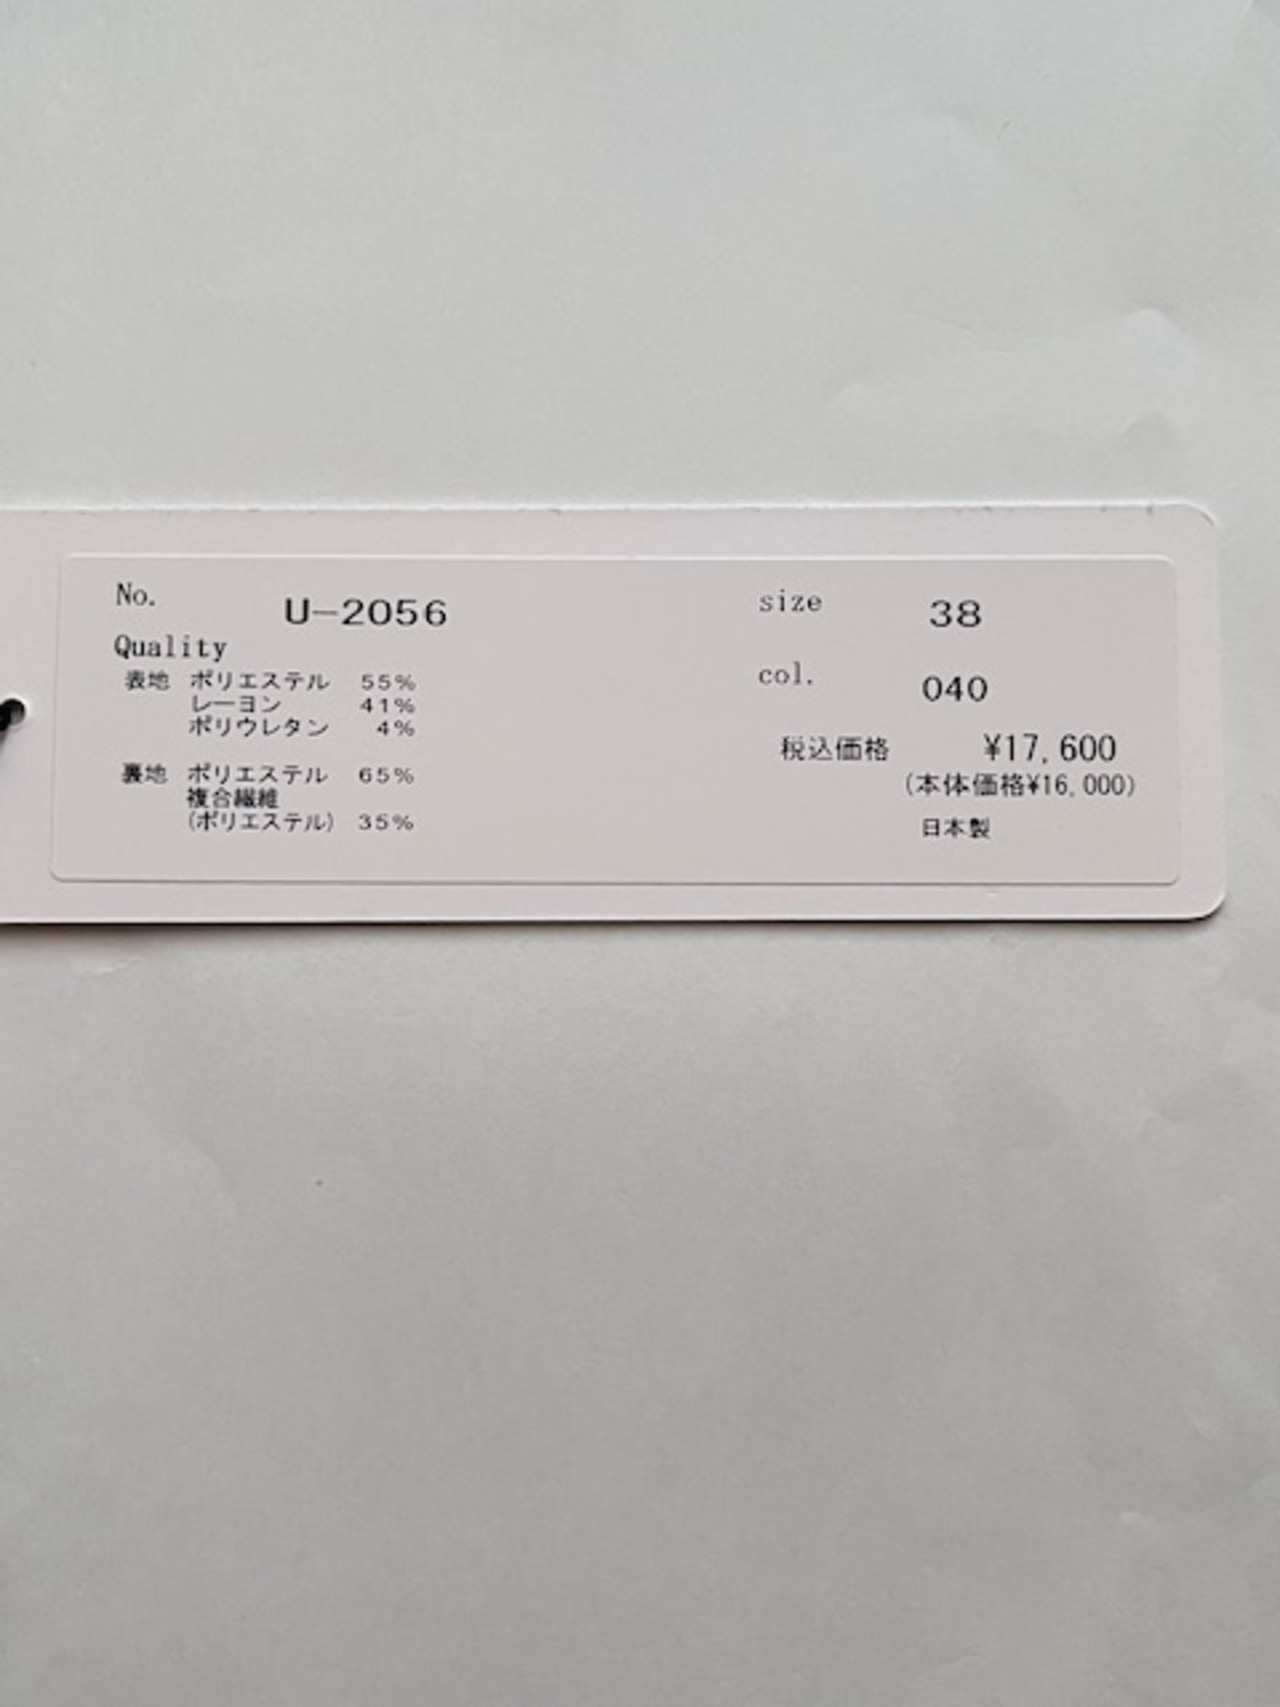 No. U-2056
Quality
表地 ポリエステル 55%
レーヨン 41%
ポリウレタン 4%
裏地 ポリエステル 65%
複合繊維
(ポリエステル) 35%
size 38
col. 040
税込価格 ¥17,600
(本体価格¥16,000)
日本製